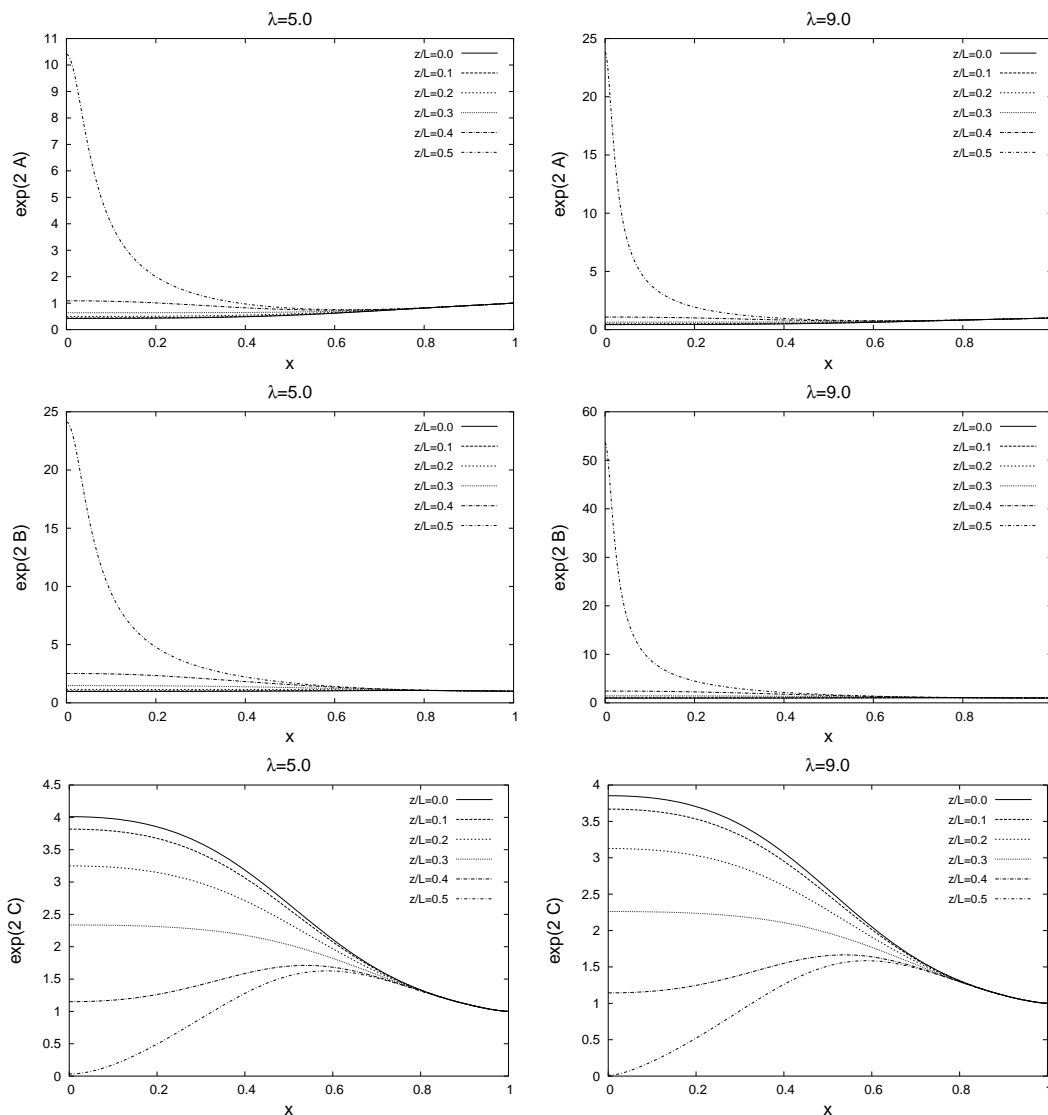 λ=5.0
exp(2 A)
11
10
9
8
7
6
5
4
3
2
1
0
z/L=0.0
z/L=0.1
z/L=0.2
z/L=0.3
z/L=0.4
z/L=0.5
0 0.2 0.4 0.6 0.8 1
x
λ=9.0
exp(2 A)
25
20
15
10
5
0
z/L=0.0
z/L=0.1
z/L=0.2
z/L=0.3
z/L=0.4
z/L=0.5
0 0.2 0.4 0.6 0.8 1
x
λ=5.0
exp(2 B)
25
20
15
10
5
0
z/L=0.0
z/L=0.1
z/L=0.2
z/L=0.3
z/L=0.4
z/L=0.5
0 0.2 0.4 0.6 0.8 1
x
λ=9.0
exp(2 B)
60
50
40
30
20
10
0
z/L=0.0
z/L=0.1
z/L=0.2
z/L=0.3
z/L=0.4
z/L=0.5
0 0.2 0.4 0.6 0.8 1
x
λ=5.0
exp(2 C)
4.5
4
3.5
3
2.5
2
1.5
1
0.5
0
z/L=0.0
z/L=0.1
z/L=0.2
z/L=0.3
z/L=0.4
z/L=0.5
0 0.2 0.4 0.6 0.8 1
x
λ=9.0
exp(2 C)
4
3.5
3
2.5
2
1.5
1
0.5
0
z/L=0.0
z/L=0.1
z/L=0.2
z/L=0.3
z/L=0.4
z/L=0.5
0 0.2 0.4 0.6 0.8 1
x